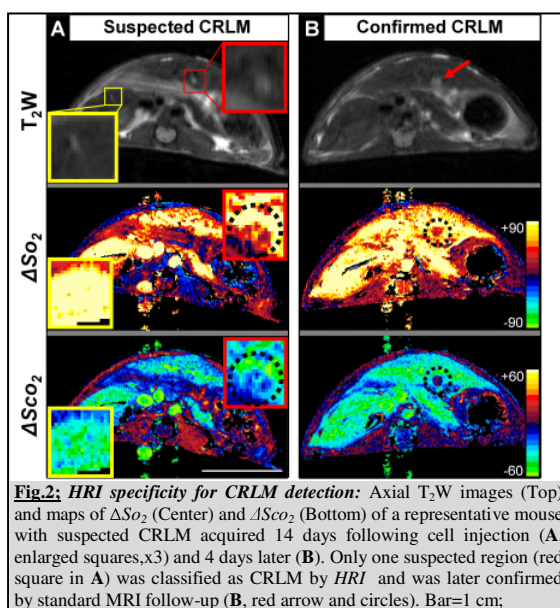 A Suspected CRLM B Confirmed CRLM
T2W
ΔSo2
+90
-90
ΔSco2
+60
-60
Fig.2: HRI specificity for CRLM detection: Axial T2W images (Top)
and maps of ΔSo2 (Center) and ΔSco2 (Bottom) of a representative mouse
with suspected CRLM acquired 14 days following cell injection (A,
enlarged squares,x3) and 4 days later (B). Only one suspected region (red
square in A) was classified as CRLM by HRI and was later confirmed
by standard MRI follow-up (B, red arrow and circles). Bar=1 cm;